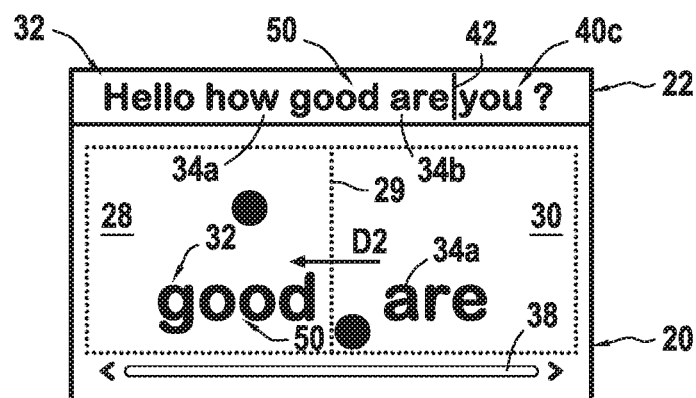 32 50 42 40c
Hello how good are you ? 22
34a 34b
28 29 30
32 D2 34a
good are
50 38
< > 20